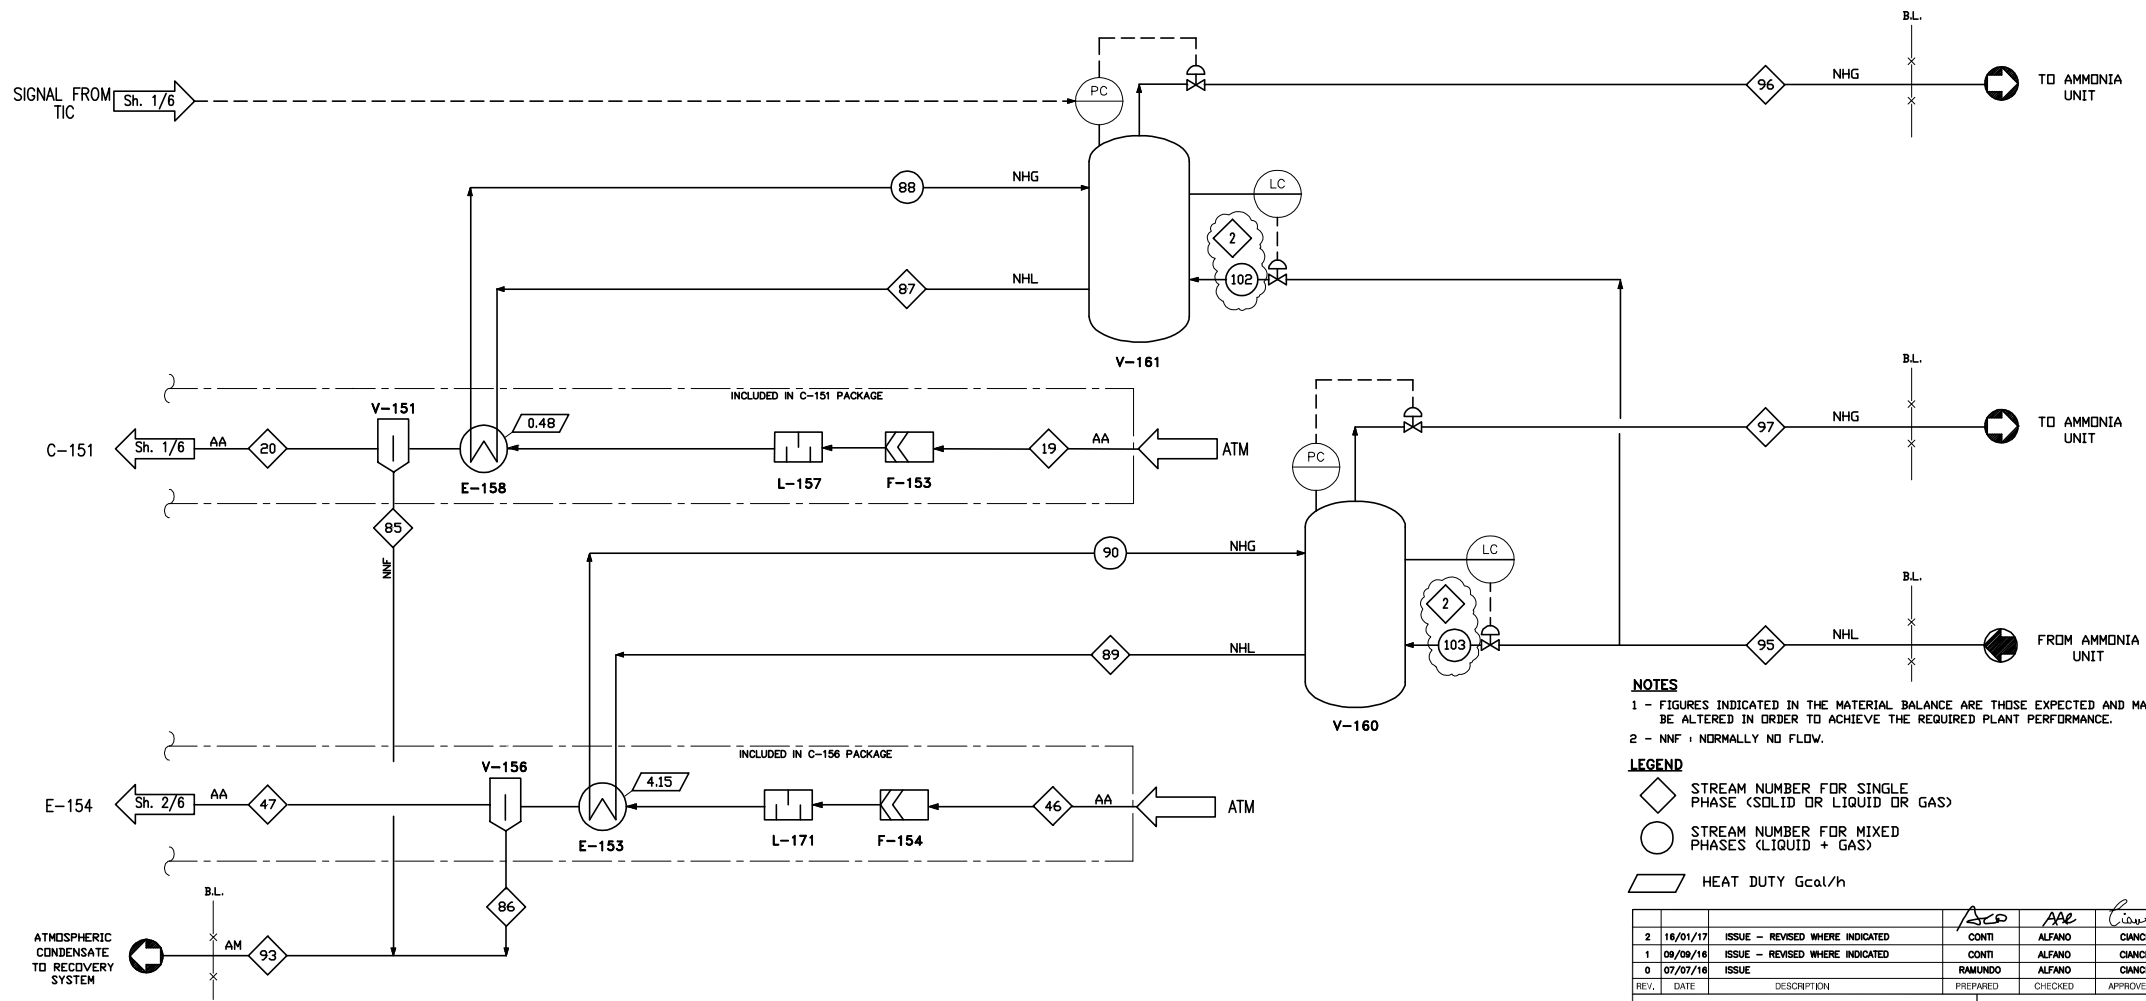 B.L.
SIGNAL FROM
TIC
Sh. 1/6
PC
96
NHG
TO AMMONIA
UNIT
88
NHG
LC
2
102
87
NHL
V-161
B.L.
INCLUDED IN C-151 PACKAGE
V-151
0.48
C-151
Sh. 1/6
AA
20
E-158
L-157
F-153
19
AA
ATM
PC
97
NHG
TO AMMONIA
UNIT
85
NNF
90
NHG
LC
B.L.
2
103
89
NHL
95
NHL
FROM AMMONIA
UNIT
V-160
INCLUDED IN C-156 PACKAGE
V-156
4.15
E-154
Sh. 2/6
AA
47
E-153
L-171
F-154
46
AA
ATM
86
B.L.
ATMOSPHERIC
CONDENSATE
TO RECOVERY
SYSTEM
AM
93
NOTES
1 - FIGURES INDICATED IN THE MATERIAL BALANCE ARE THOSE EXPECTED AND MA
BE ALTERED IN ORDER TO ACHIEVE THE REQUIRED PLANT PERFORMANCE.
2 - NNF : NORMALLY NO FLOW.
LEGEND
STREAM NUMBER FOR SINGLE
PHASE (SOLID OR LIQUID OR GAS)
STREAM NUMBER FOR MIXED
PHASES (LIQUID + GAS)
HEAT DUTY Gcal/h
2 16/01/17 ISSUE - REVISED WHERE INDICATED CONTI ALFANO CIANC
1 09/09/16 ISSUE - REVISED WHERE INDICATED CONTI ALFANO CIANC
0 07/07/16 ISSUE RAMUNDO ALFANO CIANC
REV. DATE DESCRIPTION PREPARED CHECKED APPROVE